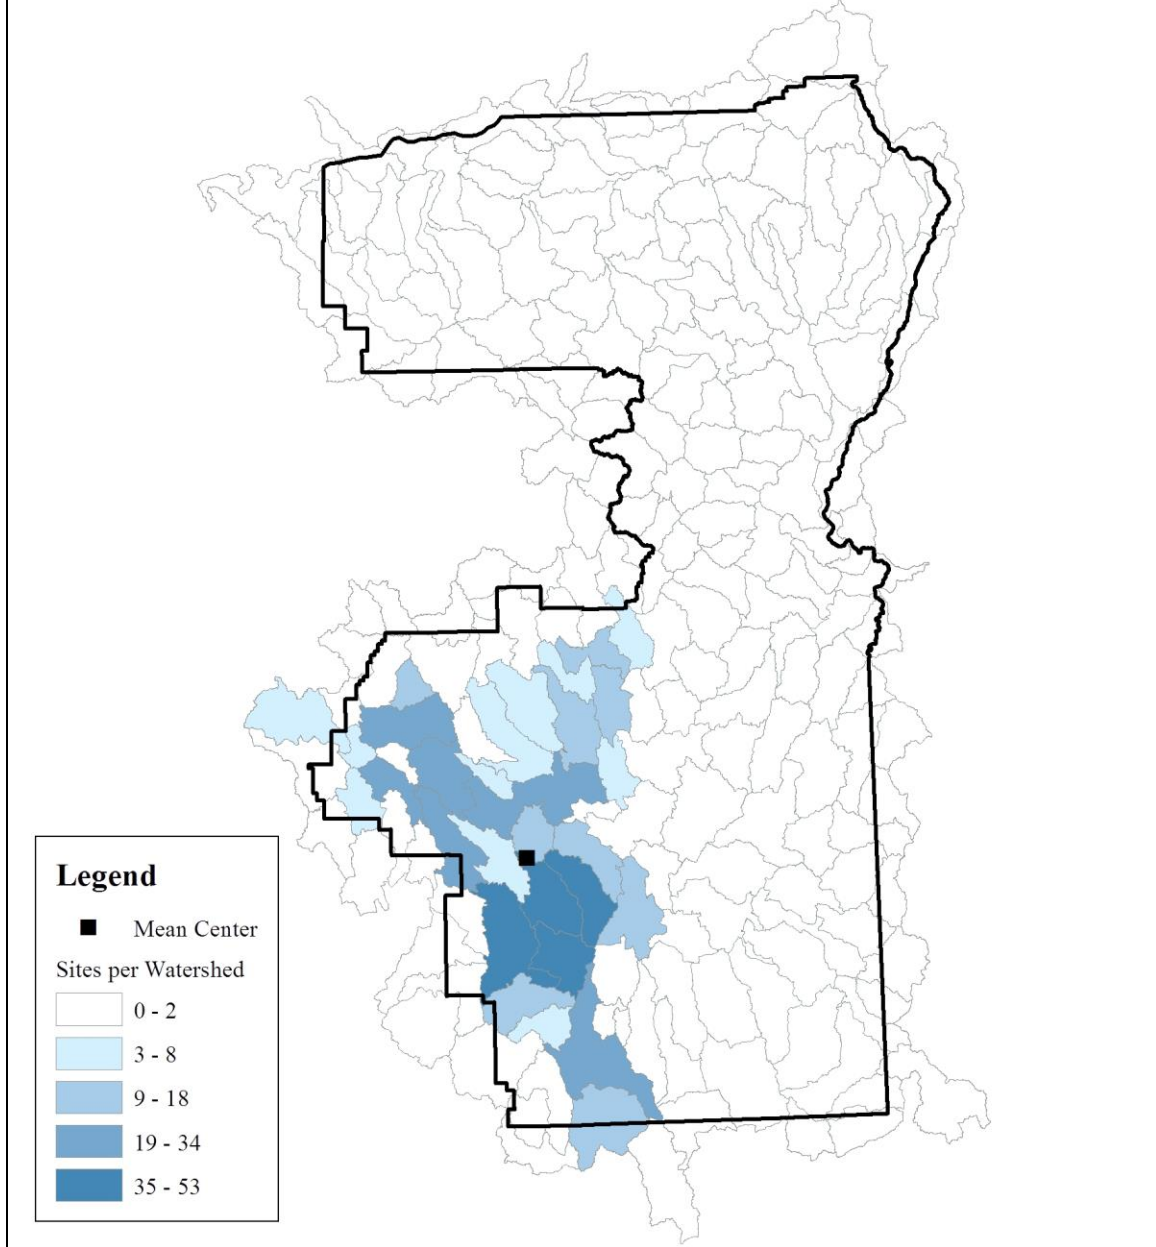 Legend
Mean Center
Sites per Watershed
0 - 2
3 - 8
9 - 18
19 - 34
35 - 53